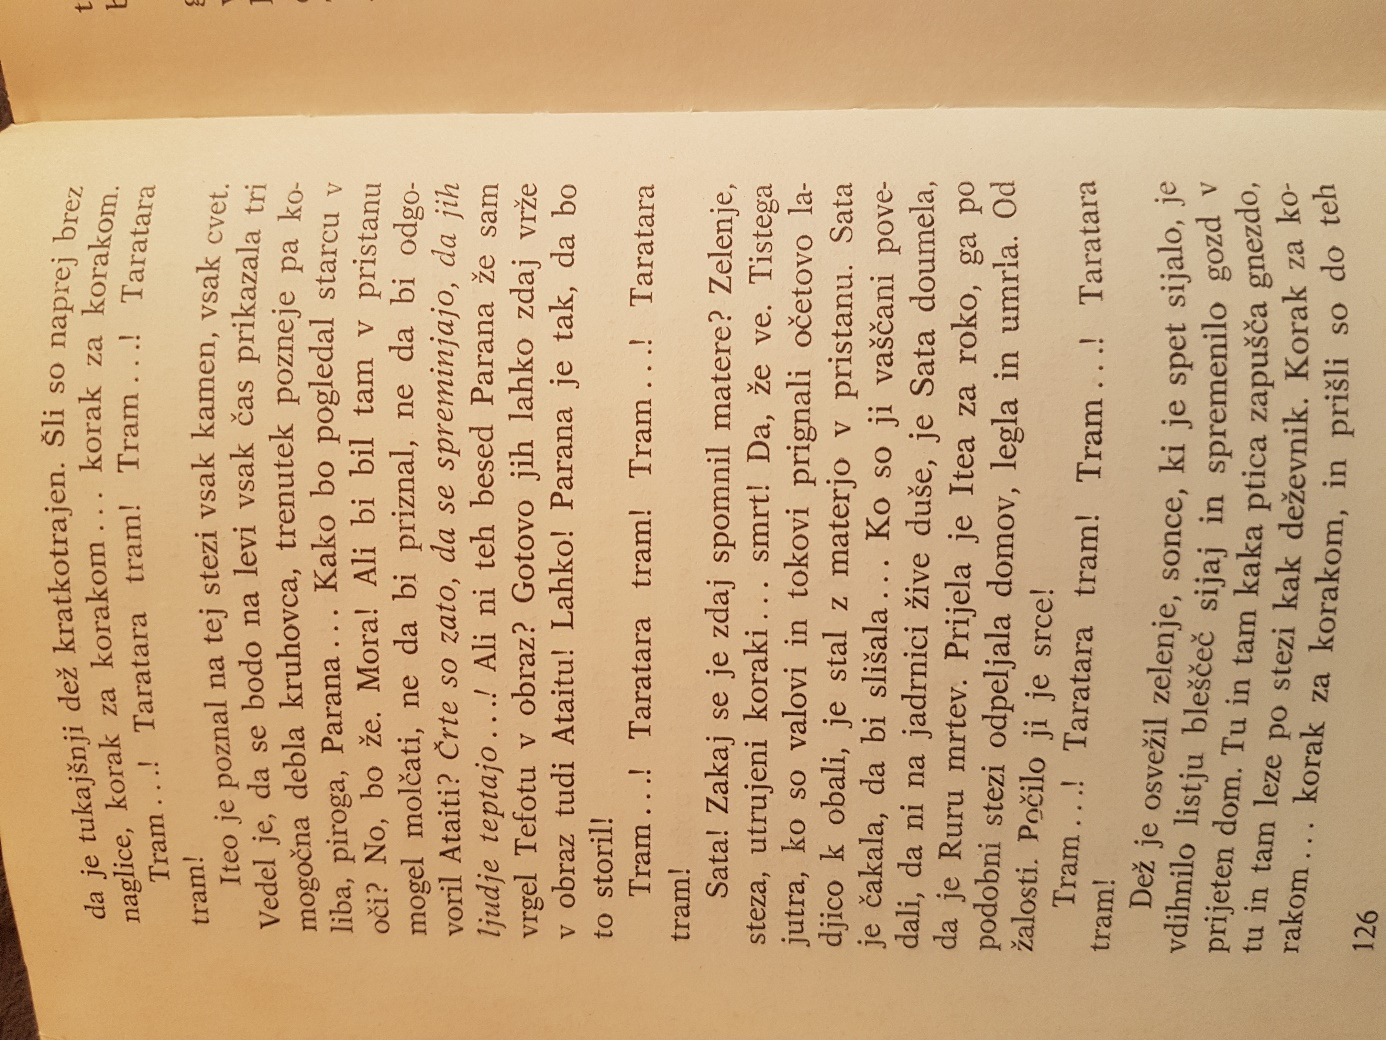 da je tukajšnji dež kratkotrajen. Šli so naprej brez
naglice, korak za korakom... korak za korakom.
Tram...! Taratara tram! Tram...! Taratara
tram!
Iteo je poznal na tej stezi vsak kamen, vsak cvet.
Vedel je, da se bodo na levi vsak čas prikazala tri
mogočna debla kruhovca, trenutek pozneje pa ko-
liba, piroga, Parana... Kako bo pogledal starcu v
oči? No, bo že. Mora! Ali bi bil tam v pristanu
mogel molčati, ne da bi priznal, ne da bi odgo-
voril Ataiti? Črte so zato, da se spreminjajo, da jih
ljudje teptajo...! Ali ni teh besed Parana že sam
vrgel Tefotu v obraz? Gotovo jih lahko zdaj vrže
v obraz tudi Ataitu! Lahko! Parana je tak, da bo
to storil!
Tram...! Taratara tram! Tram...! Taratara
tram!
Sata! Zakaj se je zdaj spomnil matere? Zelenje,
steza, utrujeni koraki... smrt! Da, že ve. Tistega
jutra, ko so valovi in tokovi prignali očetovo la-
djico k obali, je stal z materjo v pristanu. Sata
je čakala, da bi slišala... Ko so ji vaščani pove-
dali, da ni na jadrnici žive duše, je Sata doumela,
da je Ruru mrtev. Prijela je Itea za roko, ga po
podobni stezi odpeljala domov, legla in umrla. Od
žalosti. Počilo ji je srce!
Tram...! Taratara tram! Tram...! Taratara
tram!
Dež je osvežil zelenje, sonce, ki je spet sijalo, je
vdihnilo listju bleščeč sijaj in spremenilo gozd v
prijeten dom. Tu in tam kaka ptica zapušča gnezdo,
tu in tam leze po stezi kak deževnik. Korak za ko-
rakom... korak za korakom, in prišli so do teh
126